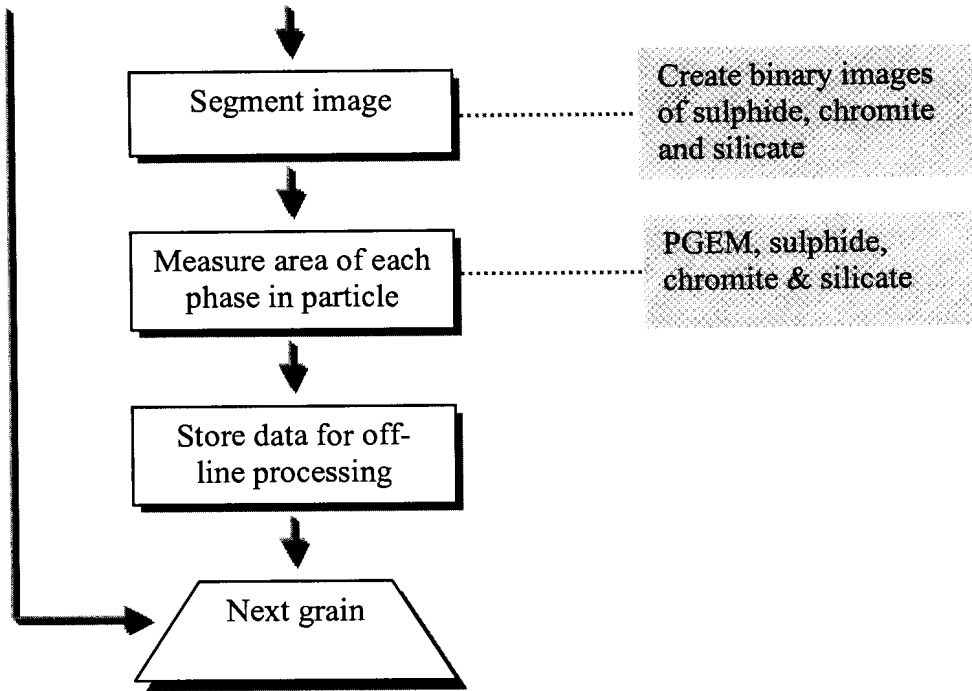 Segment image
Create binary images
of sulphide, chromite
and silicate
Measure area of each
phase in particle
PGEM, sulphide,
chromite & silicate
Store data for off-
line processing
Next grain